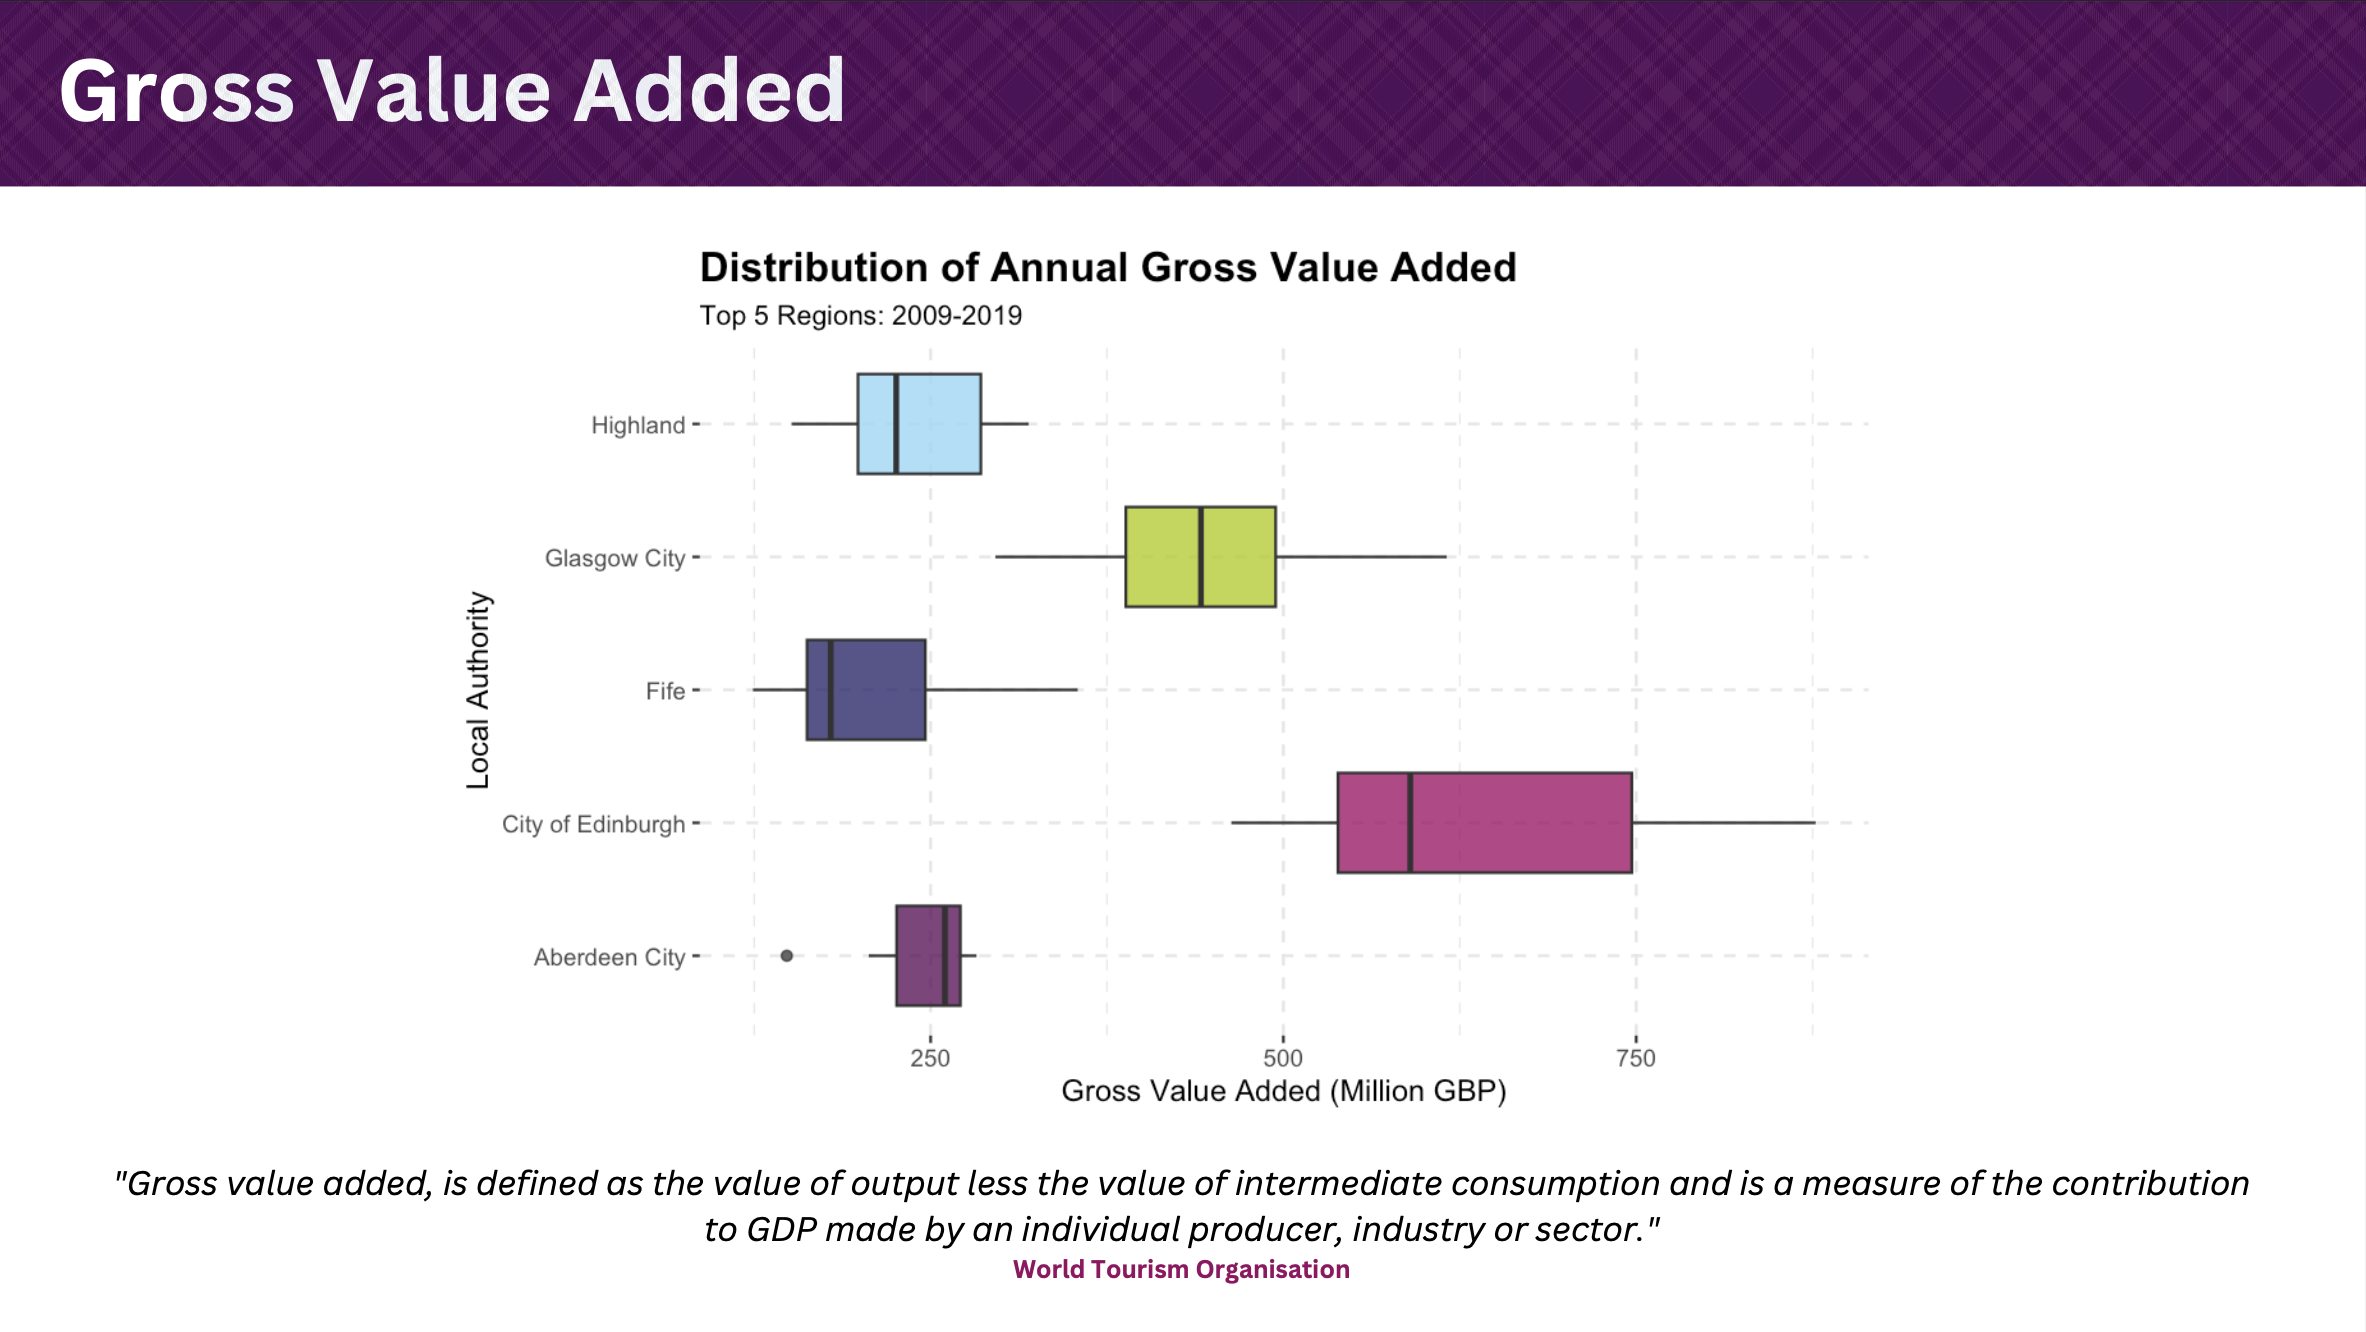 Gross Value Added
Distribution of Annual Gross Value Added
Top 5 Regions: 2009-2019
Local Authority
Highland
Glasgow City
Fife
City of Edinburgh
Aberdeen City
250 500 750
Gross Value Added (Million GBP)
"Gross value added, is defined as the value of output less the value of intermediate consumption and is a measure of the contribution
to GDP made by an individual producer, industry or sector."
World Tourism Organisation